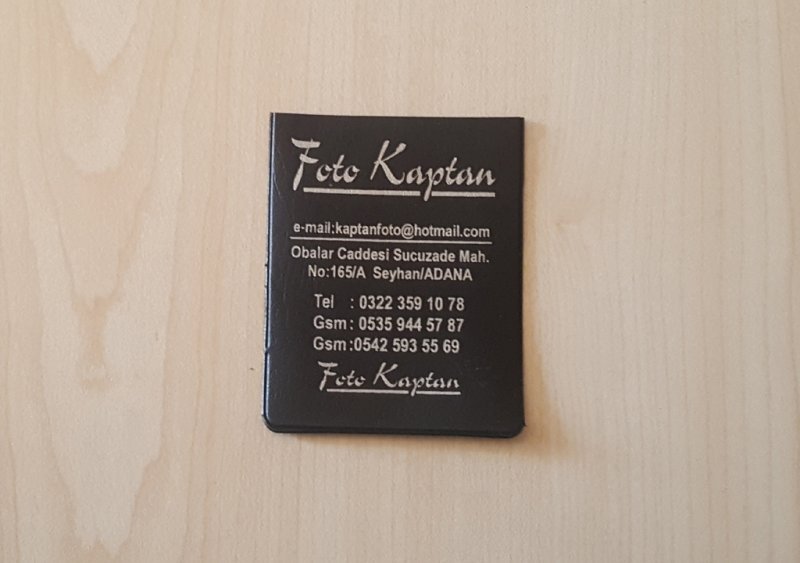 Foto Kaptan
e-mail:kaptanfoto@hotmail.com
Obalar Caddesi Sucuzade Mah.
No:165/A Seyhan/ADANA
Tel : 0322 359 10 78
Gsm : 0535 944 57 87
Gsm :0542 593 55 69
Foto Kaptan